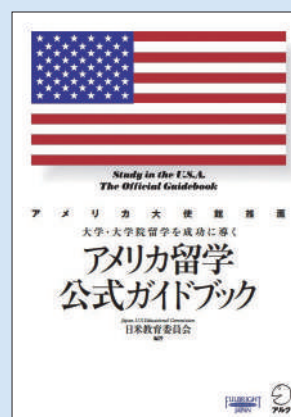 Study in the U.S.A.
The Official Guidebook
アメリカ大使館推薦
大学・大学院留学を成功に導く
アメリカ留学
公式ガイドブック
Japan-U.S. Educational Commission
日米教育委員会
編著
FULBRIGHT
JAPAN
アルク